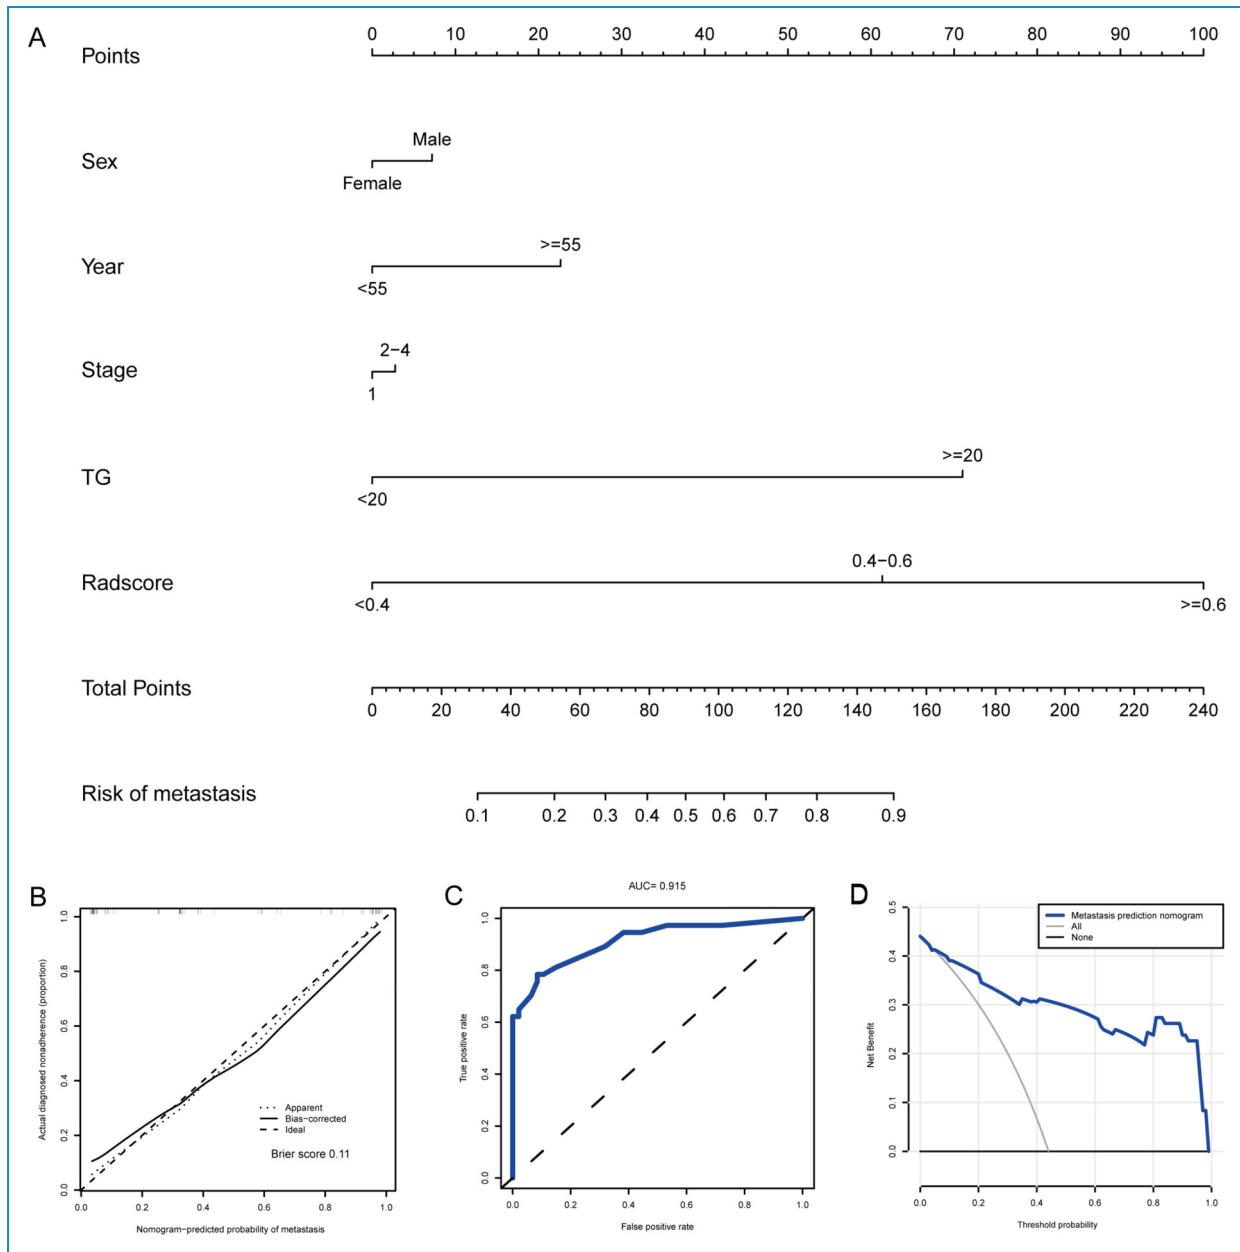 A
Points
0 10 20 30 40 50 60 70 80 90 100
Male
Sex
Female
>=55
Year
<55
2−4
Stage
1
>=20
TG
<20
0.4−0.6
Radscore
<0.4 >=0.6
Total Points
0 20 40 60 80 100 120 140 160 180 200 220 240
Risk of metastasis
0.1 0.2 0.3 0.4 0.5 0.6 0.7 0.8 0.9
B
Actual diagnosed nonadherence (proportion)
1.0
0.8
0.6
0.4
0.2
0.0
Apparent
Bias−corrected
Ideal
Brier score 0.11
0.0 0.2 0.4 0.6 0.8 1.0
Nomogram−predicted probability of metastasis
C
AUC= 0.915
True positive rate
1.0
0.8
0.6
0.4
0.2
0.0
0.0 0.2 0.4 0.6 0.8 1.0
False positive rate
D
Net Benefit
0.5
0.4
0.3
0.2
0.1
0.0
Metastasis prediction nomogram
All
None
0.0 0.2 0.4 0.6 0.8 1.0
Threshold probability